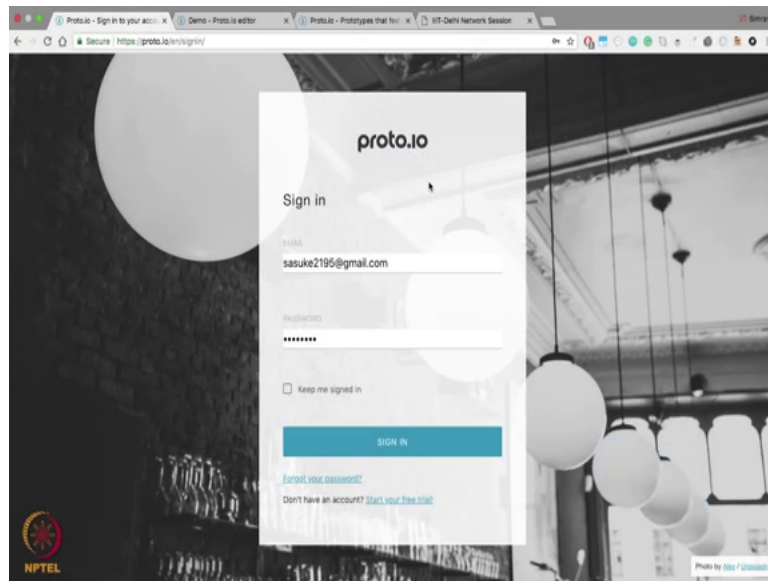 Proto.io - Sign in to your acco
Demo - Proto.io editor
Proto.io - Prototypes that feel
IIT-Delhi Network Session
Secure https://proto.io/en/signin/
proto.io
Sign in
EMAIL
sasuke2195@gmail.com
PASSWORD
Keep me signed in
SIGN IN
Forgot your password?
Don't have an account? Start your free trial!
NPTEL
Photo by Alex / Unsplash